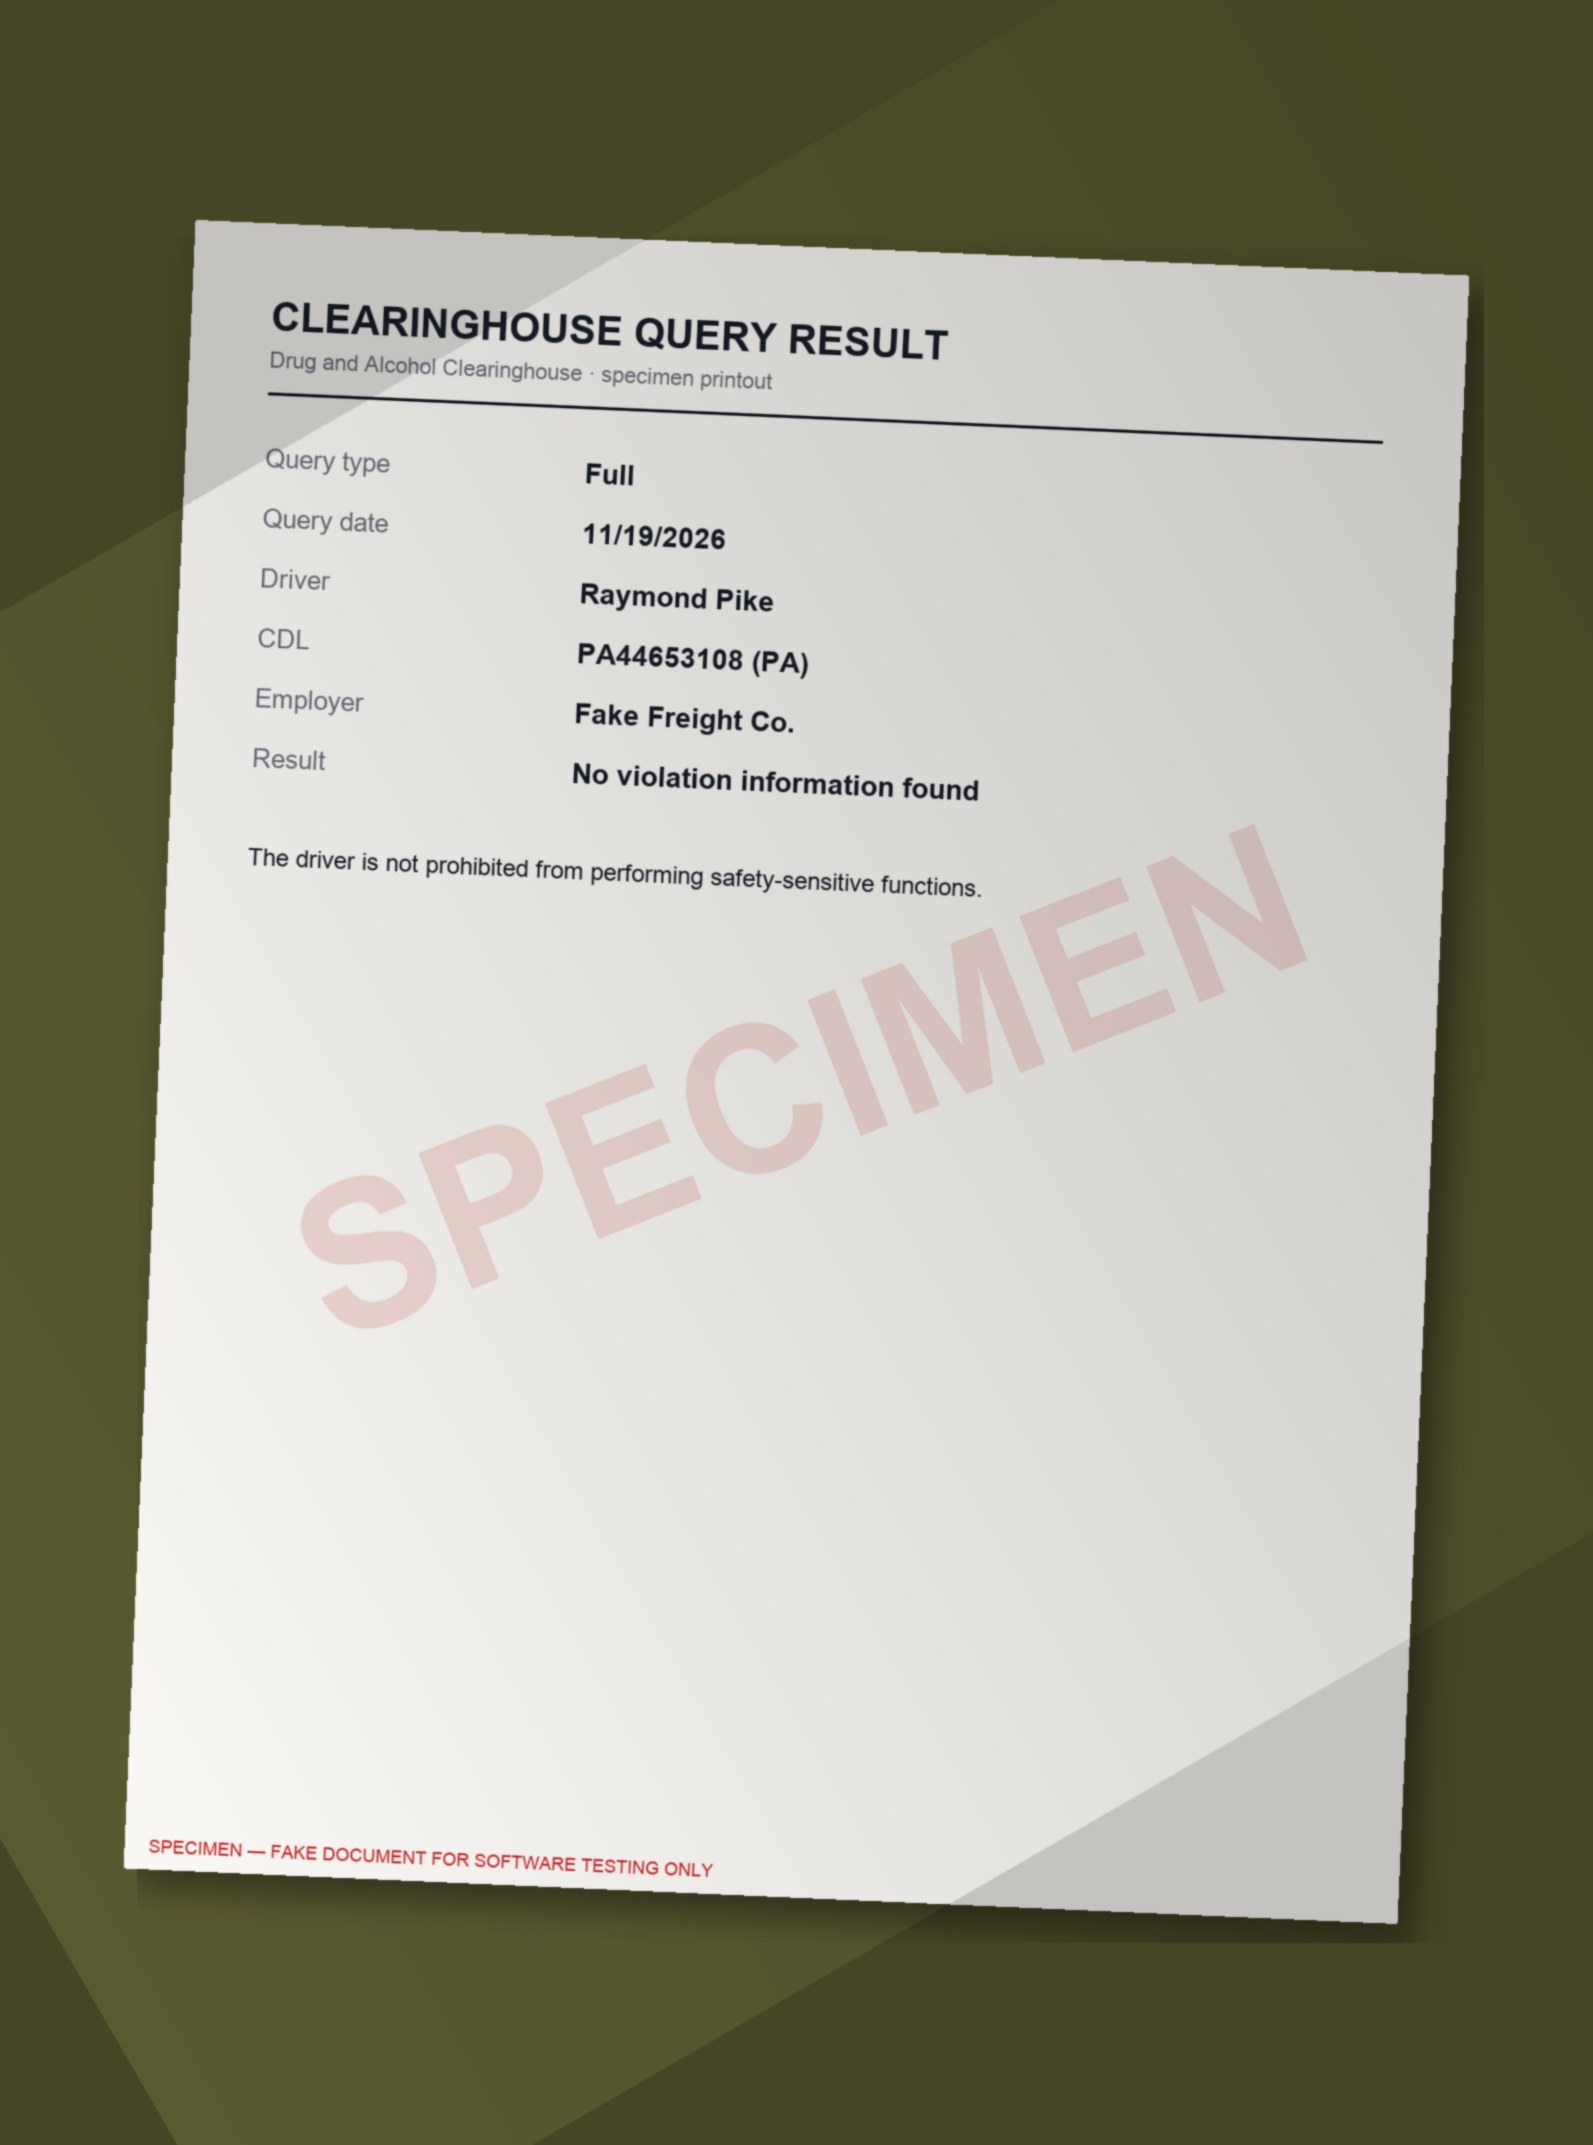 CLEARINGHOUSE QUERY RESULT
Drug and Alcohol Clearinghouse · specimen printout
Query type Full
Query date 11/19/2026
Driver Raymond Pike
CDL PA44653108 (PA)
Employer Fake Freight Co.
Result No violation information found
The driver is not prohibited from performing safety-sensitive functions.
SPECIMEN
SPECIMEN — FAKE DOCUMENT FOR SOFTWARE TESTING ONLY